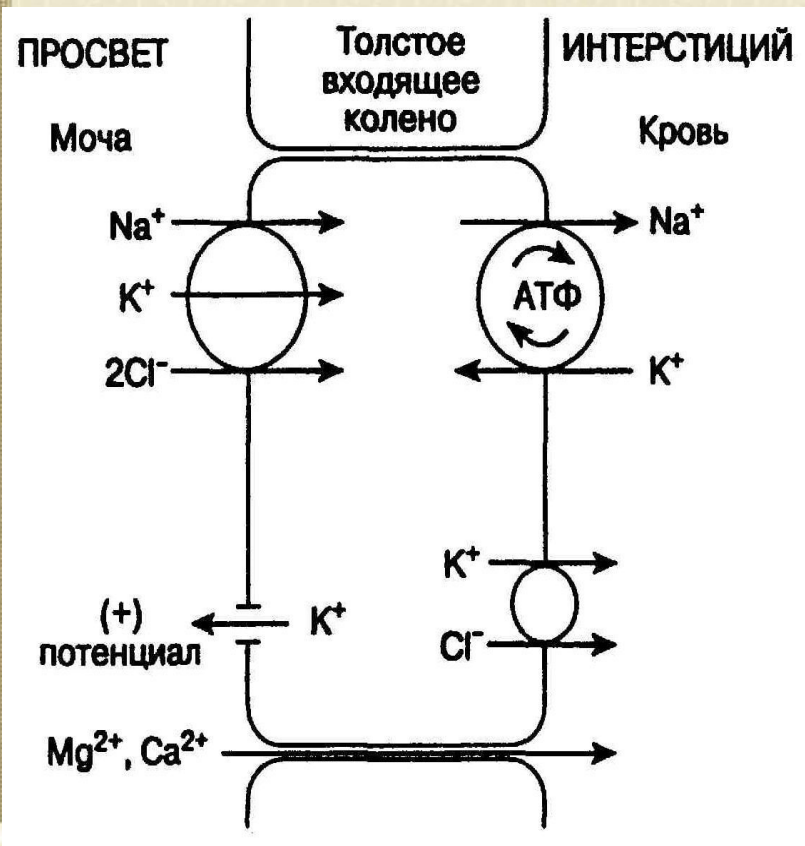 ПРОСВЕТ
Толстое
входящее
колено
ИНТЕРСТИЦИЙ
Моча
Кровь
Na⁺
Na⁺
K⁺
АТФ
2Cl⁻
K⁺
K⁺
(+)
потенциал
K⁺
Cl⁻
Mg²⁺, Ca²⁺